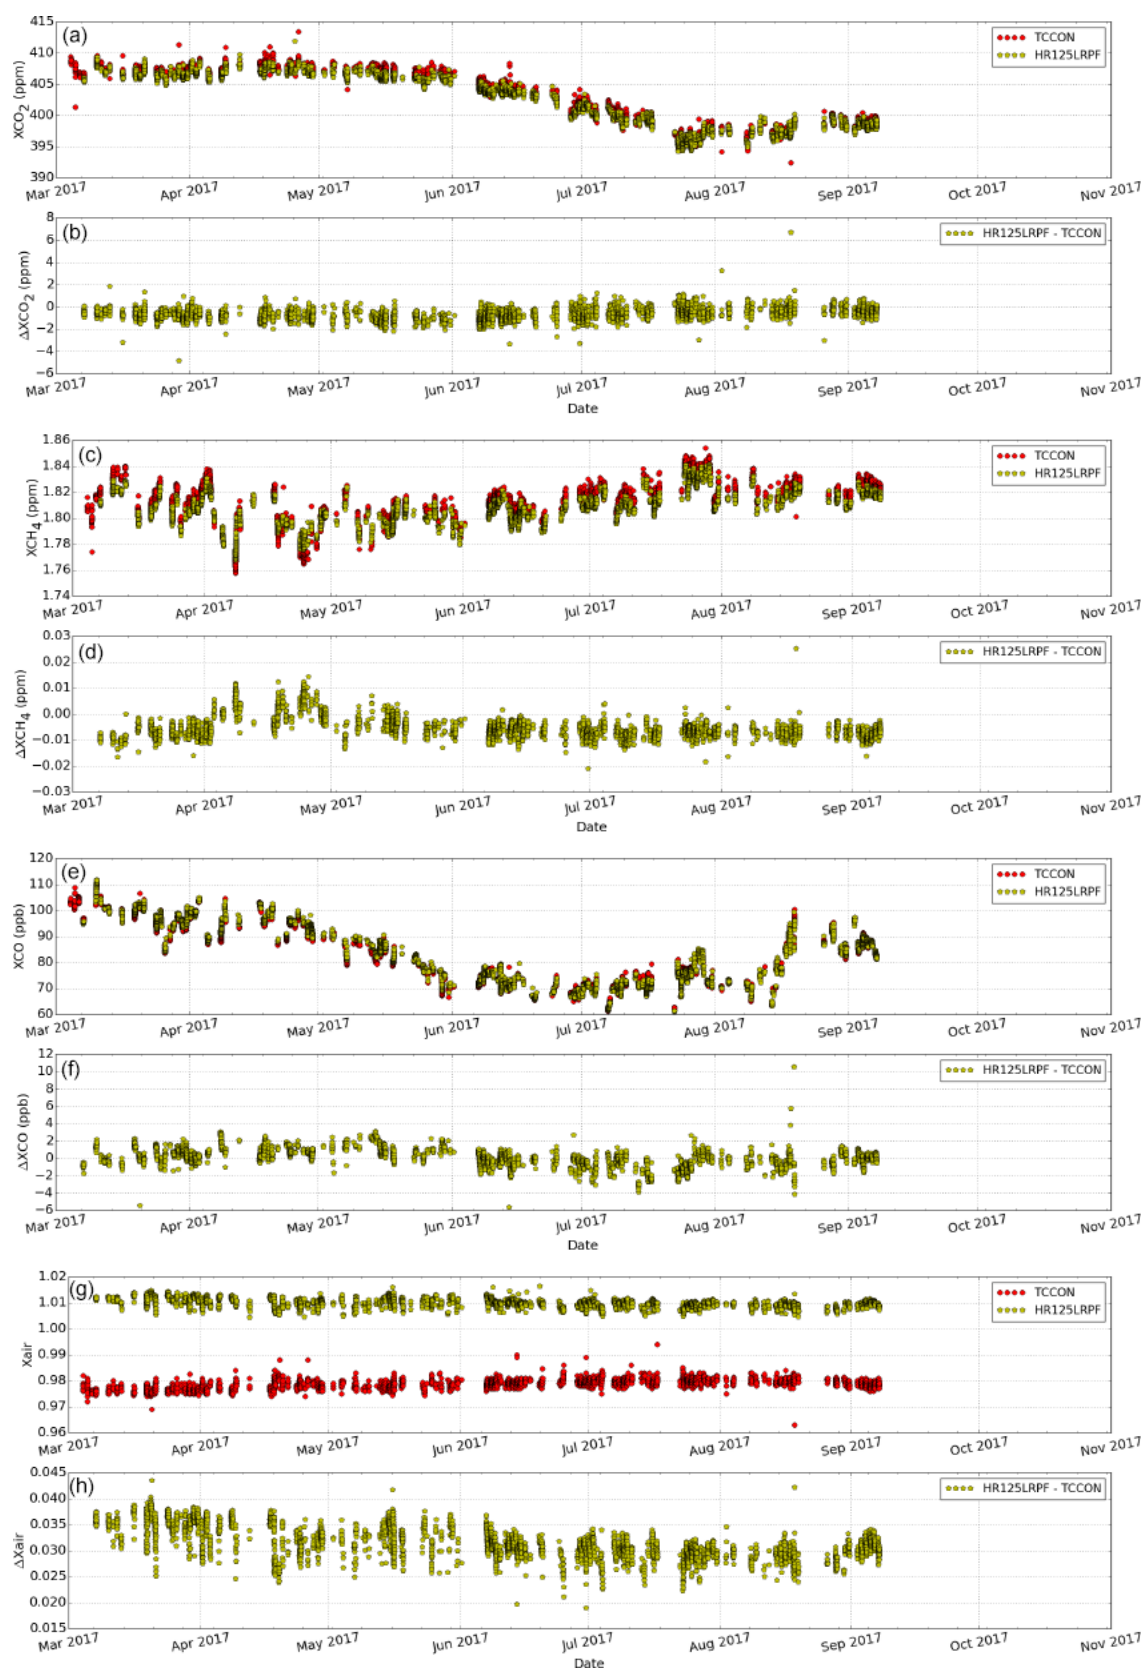 (a)
TCCON
HR125LRPF
XCO₂ (ppm)
415
410
405
400
395
390
Mar 2017 Apr 2017 May 2017 Jun 2017 Jul 2017 Aug 2017 Sep 2017 Oct 2017 Nov 2017
(b)
HR125LRPF - TCCON
ΔXCO₂ (ppm)
8
6
4
2
0
−2
−4
−6
Mar 2017 Apr 2017 May 2017 Jun 2017 Jul 2017 Aug 2017 Sep 2017 Oct 2017 Nov 2017
Date
(c)
TCCON
HR125LRPF
XCH₄ (ppm)
1.86
1.84
1.82
1.80
1.78
1.76
1.74
Mar 2017 Apr 2017 May 2017 Jun 2017 Jul 2017 Aug 2017 Sep 2017 Oct 2017 Nov 2017
(d)
HR125LRPF - TCCON
ΔXCH₄ (ppm)
0.03
0.02
0.01
0.00
−0.01
−0.02
−0.03
Mar 2017 Apr 2017 May 2017 Jun 2017 Jul 2017 Aug 2017 Sep 2017 Oct 2017 Nov 2017
Date
(e)
TCCON
HR125LRPF
XCO (ppb)
120
110
100
90
80
70
60
Mar 2017 Apr 2017 May 2017 Jun 2017 Jul 2017 Aug 2017 Sep 2017 Oct 2017 Nov 2017
(f)
HR125LRPF - TCCON
ΔXCO (ppb)
12
10
8
6
4
2
0
−2
−4
−6
Mar 2017 Apr 2017 May 2017 Jun 2017 Jul 2017 Aug 2017 Sep 2017 Oct 2017 Nov 2017
Date
(g)
TCCON
HR125LRPF
Xair
1.02
1.01
1.00
0.99
0.98
0.97
0.96
Mar 2017 Apr 2017 May 2017 Jun 2017 Jul 2017 Aug 2017 Sep 2017 Oct 2017 Nov 2017
(h)
HR125LRPF - TCCON
ΔXair
0.045
0.040
0.035
0.030
0.025
0.020
0.015
Mar 2017 Apr 2017 May 2017 Jun 2017 Jul 2017 Aug 2017 Sep 2017 Oct 2017 Nov 2017
Date